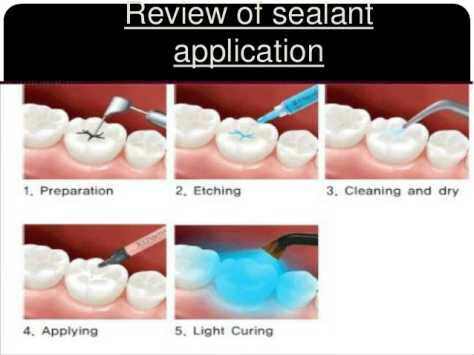 Review of sealant
application
1. Preparation
2. Etching
3. Cleaning and dry
4. Applying
5. Light Curing